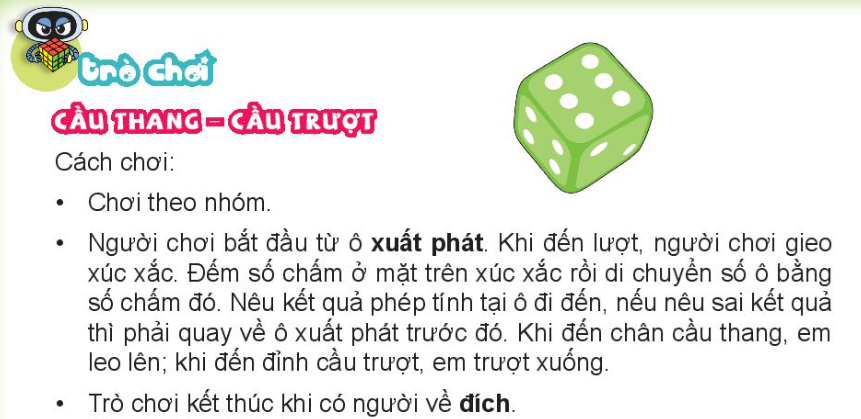 trò chơi
CẦU THANG – CẦU TRƯỢT
Cách chơi:
• Chơi theo nhóm.
• Người chơi bắt đầu từ ô xuất phát. Khi đến lượt, người chơi gieo
xúc xắc. Đếm số chấm ở mặt trên xúc xắc rồi di chuyển số ô bằng
số chấm đó. Nêu kết quả phép tính tại ô đi đến, nếu nêu sai kết quả
thì phải quay về ô xuất phát trước đó. Khi đến chân cầu thang, em
leo lên; khi đến đỉnh cầu trượt, em trượt xuống.
• Trò chơi kết thúc khi có người về đích.